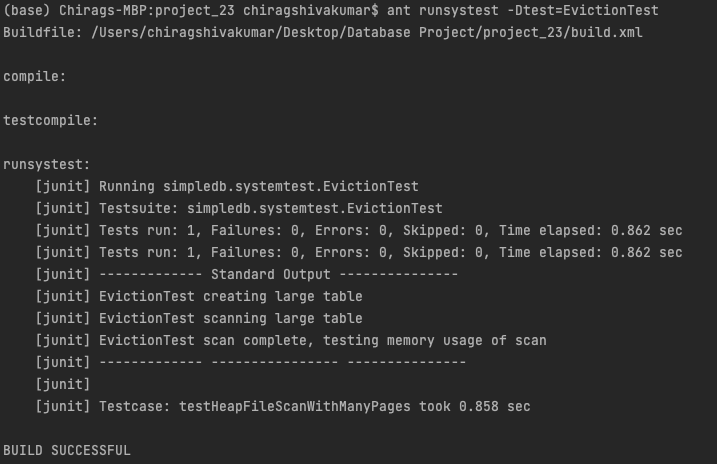 (base) Chirags-MBP:project_23 chiragshivakumar$ ant runsystest -Dtest=EvictionTest
Buildfile: /Users/chiragshivakumar/Desktop/Database Project/project_23/build.xml
compile:
testcompile:
runsystest:
[junit] Running simpledb.systemtest.EvictionTest
[junit] Testsuite: simpledb.systemtest.EvictionTest
[junit] Tests run: 1, Failures: 0, Errors: 0, Skipped: 0, Time elapsed: 0.862 sec
[junit] Tests run: 1, Failures: 0, Errors: 0, Skipped: 0, Time elapsed: 0.862 sec
[junit] ------------- Standard Output ---------------
[junit] EvictionTest creating large table
[junit] EvictionTest scanning large table
[junit] EvictionTest scan complete, testing memory usage of scan
[junit] ------------- ---------------- ---------------
[junit]
[junit] Testcase: testHeapFileScanWithManyPages took 0.858 sec
BUILD SUCCESSFUL